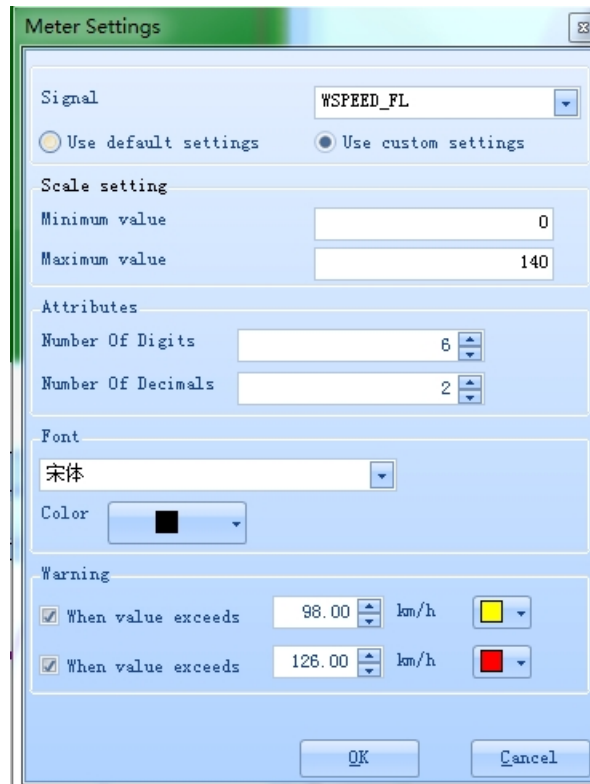 Meter Settings
Signal WSPEED_FL
Use default settings Use custom settings
Scale setting
Minimum value 0
Maximum value 140
Attributes
Number Of Digits 6
Number Of Decimals 2
Font
宋体
Color
Warning
When value exceeds 98.00 km/h
When value exceeds 126.00 km/h
OK Cancel